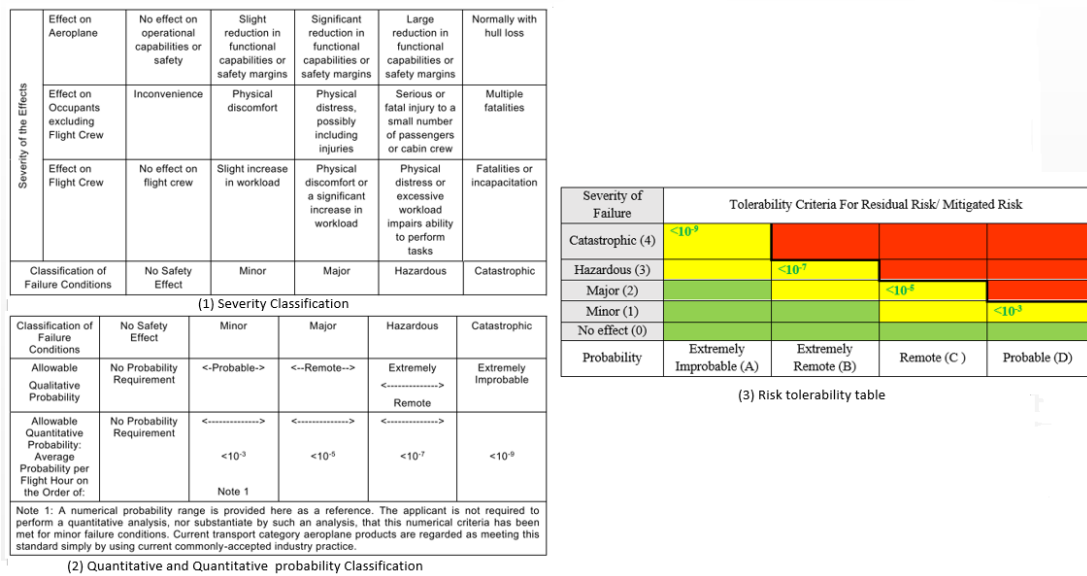 Severity of the Effects
Effect on
Aeroplane
No effect on
operational
capabilities or
safety
Slight
reduction in
functional
capabilities or
safety margins
Significant
reduction in
functional
capabilities or
safety margins
Large
reduction in
functional
capabilities or
safety margins
Normally with
hull loss
Effect on
Occupants
excluding
Flight Crew
Inconvenience
Physical
discomfort
Physical
distress,
possibly
including
injuries
Serious or
fatal injury to a
small number
of passengers
or cabin crew
Multiple
fatalities
Effect on
Flight Crew
No effect on
flight crew
Slight increase
in workload
Physical
discomfort or
a significant
increase in
workload
Physical
distress or
excessive
workload
impairs ability
to perform
tasks
Fatalities or
incapacitation
Classification of
Failure Conditions
No Safety
Effect
Minor
Major
Hazardous
Catastrophic
(1) Severity Classification
Classification of
Failure
Conditions
No Safety
Effect
Minor
Major
Hazardous
Catastrophic
Allowable
Qualitative
Probability
No Probability
Requirement
<-Probable->
<--Remote-->
Extremely
<-------------->
Remote
Extremely
Improbable
Allowable
Quantitative
Probability:
Average
Probability per
Flight Hour on
the Order of:
No Probability
Requirement
<-------------->
<10⁻³
Note 1
<-------------->
<10⁻⁵
<-------------->
<10⁻⁷
<10⁻⁹
Note 1: A numerical probability range is provided here as a reference. The applicant is not required to
perform a quantitative analysis, nor substantiate by such an analysis, that this numerical criteria has been
met for minor failure conditions. Current transport category aeroplane products are regarded as meeting this
standard simply by using current commonly-accepted industry practice.
(2) Quantitative and Quantitative probability Classification
Severity of
Failure
Tolerability Criteria For Residual Risk/ Mitigated Risk
Catastrophic (4)
<10⁻⁹
Hazardous (3)
<10⁻⁷
Major (2)
<10⁻⁵
Minor (1)
<10⁻³
No effect (0)
Probability
Extremely
Improbable (A)
Extremely
Remote (B)
Remote (C )
Probable (D)
(3) Risk tolerability table